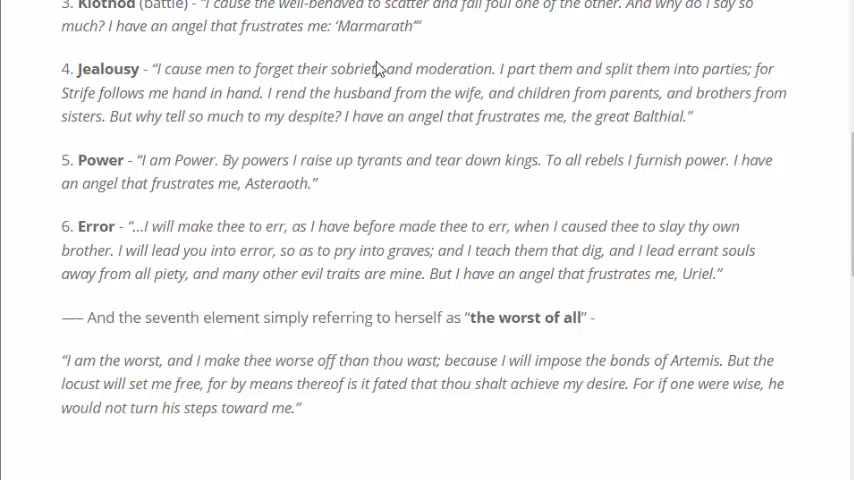 3. Klothod (battle) - “I cause the well-behaved to scatter and fall foul one of the other. And why do I say so
much? I have an angel that frustrates me: ‘Marmarath’”
4. Jealousy - “I cause men to forget their sobriety and moderation. I part them and split them into parties; for
Strife follows me hand in hand. I rend the husband from the wife, and children from parents, and brothers from
sisters. But why tell so much to my despite? I have an angel that frustrates me, the great Balthial.”
5. Power - “I am Power. By powers I raise up tyrants and tear down kings. To all rebels I furnish power. I have
an angel that frustrates me, Asteraoth.”
6. Error - “…I will make thee to err, as I have before made thee to err, when I caused thee to slay thy own
brother. I will lead you into error, so as to pry into graves; and I teach them that dig, and I lead errant souls
away from all piety, and many other evil traits are mine. But I have an angel that frustrates me, Uriel.”
—– And the seventh element simply referring to herself as “the worst of all” -
“I am the worst, and I make thee worse off than thou wast; because I will impose the bonds of Artemis. But the
locust will set me free, for by means thereof is it fated that thou shalt achieve my desire. For if one were wise, he
would not turn his steps toward me.”